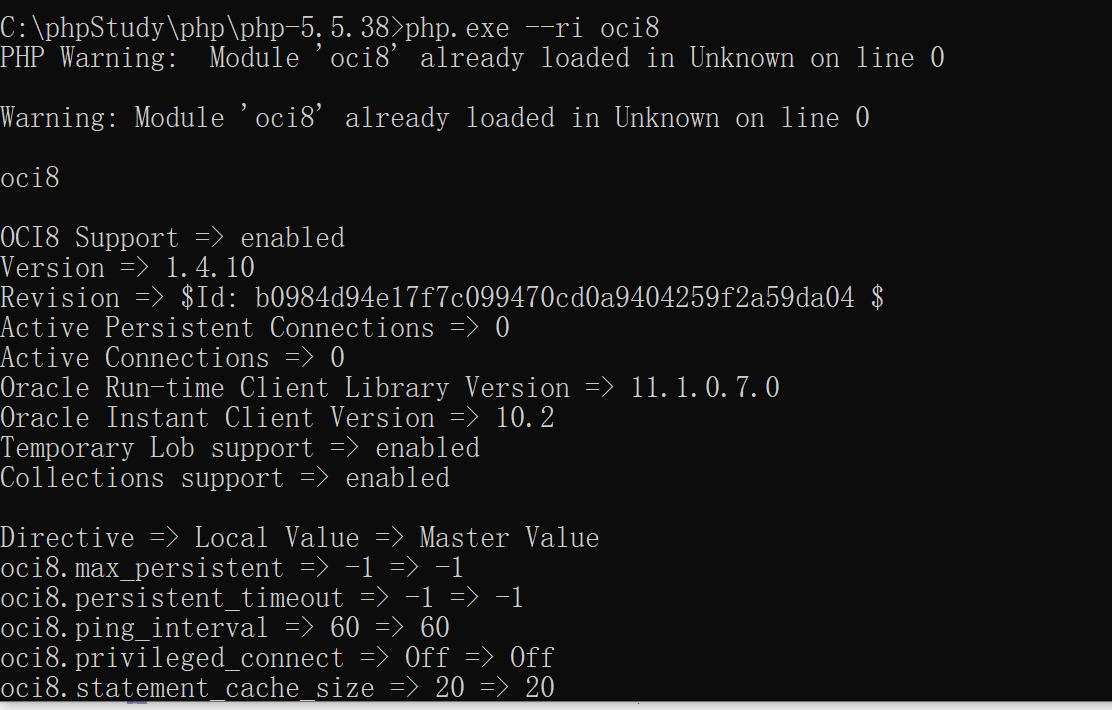 C:\phpStudy\php\php-5.5.38>php.exe --ri oci8
PHP Warning:  Module 'oci8' already loaded in Unknown on line 0
Warning: Module 'oci8' already loaded in Unknown on line 0
oci8
OCI8 Support => enabled
Version => 1.4.10
Revision => $Id: b0984d94e17f7c099470cd0a9404259f2a59da04 $
Active Persistent Connections => 0
Active Connections => 0
Oracle Run-time Client Library Version => 11.1.0.7.0
Oracle Instant Client Version => 10.2
Temporary Lob support => enabled
Collections support => enabled
Directive => Local Value => Master Value
oci8.max_persistent => -1 => -1
oci8.persistent_timeout => -1 => -1
oci8.ping_interval => 60 => 60
oci8.privileged_connect => Off => Off
oci8.statement_cache_size => 20 => 20